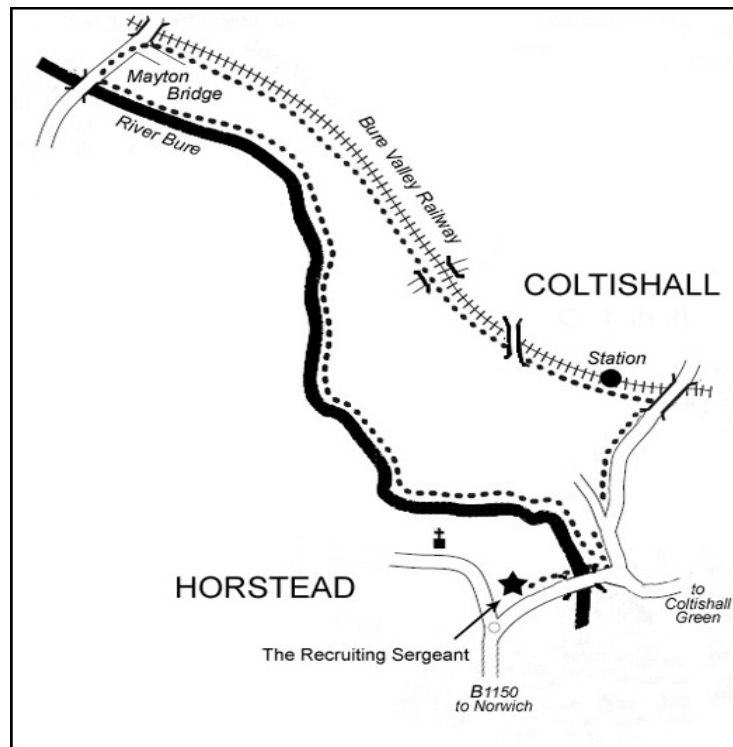 Mayton
Bridge
River Bure
Bure Valley Railway
COLTISHALL
Station
HORSTEAD
to
Coltishall
Green
The Recruiting Sergeant
B1150
to Norwich